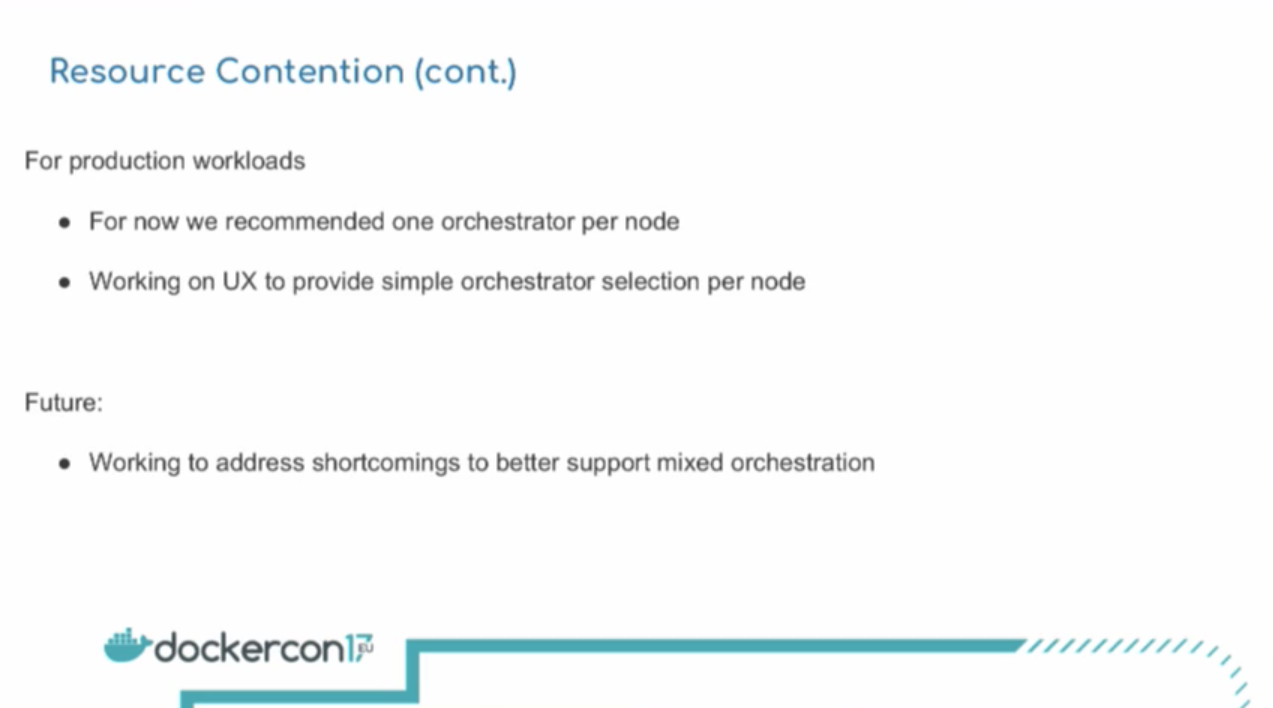 Resource Contention (cont.)
For production workloads
● For now we recommended one orchestrator per node
● Working on UX to provide simple orchestrator selection per node
Future:
● Working to address shortcomings to better support mixed orchestration
dockercon17 EU